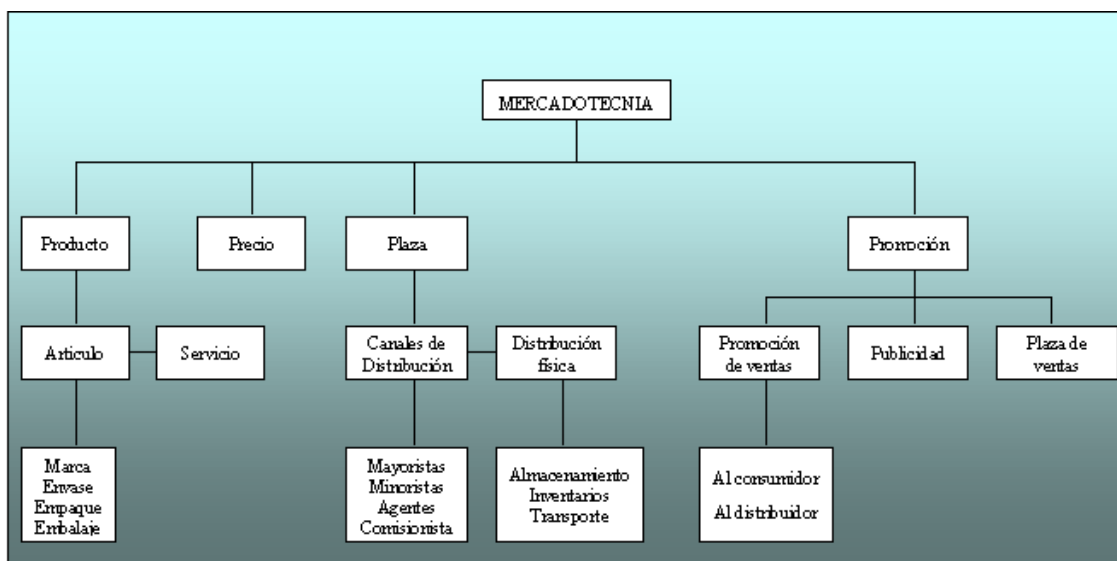 MERCADOTECNIA
Producto
Precio
Plaza
Promoción
Articulo
Servicio
Canales de
Distribución
Distribución
física
Promoción
de ventas
Publicidad
Plaza de
ventas
Marca
Envase
Empaque
Embalaje
Mayoristas
Minoristas
Agentes
Comisionista
Almacenamiento
Inventarios
Transporte
Al consumidor
Al distribuidor